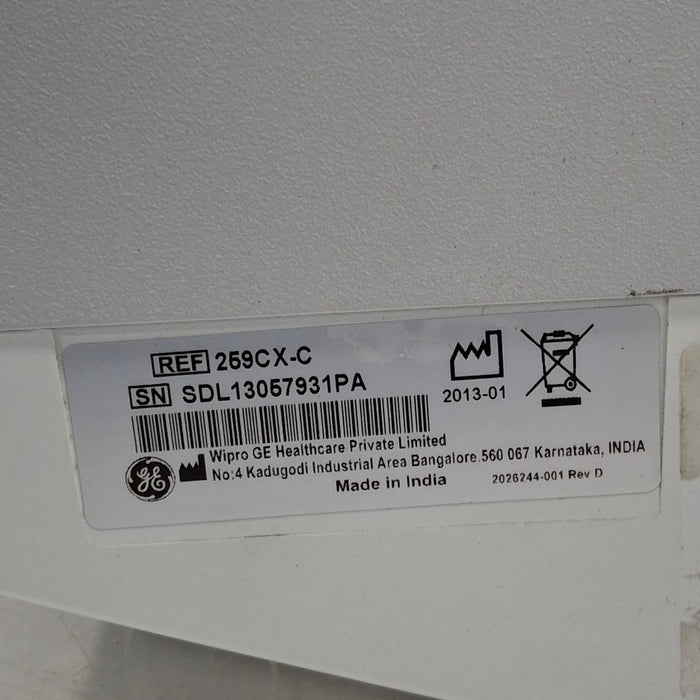 REF 259CX-C
SN SDL13057931PA
2013-01
Wipro GE Healthcare Private Limited
No:4 Kadugodi Industrial Area Bangalore.560 067 Karnataka, INDIA
GE
Made in India
2026244-001 Rev D